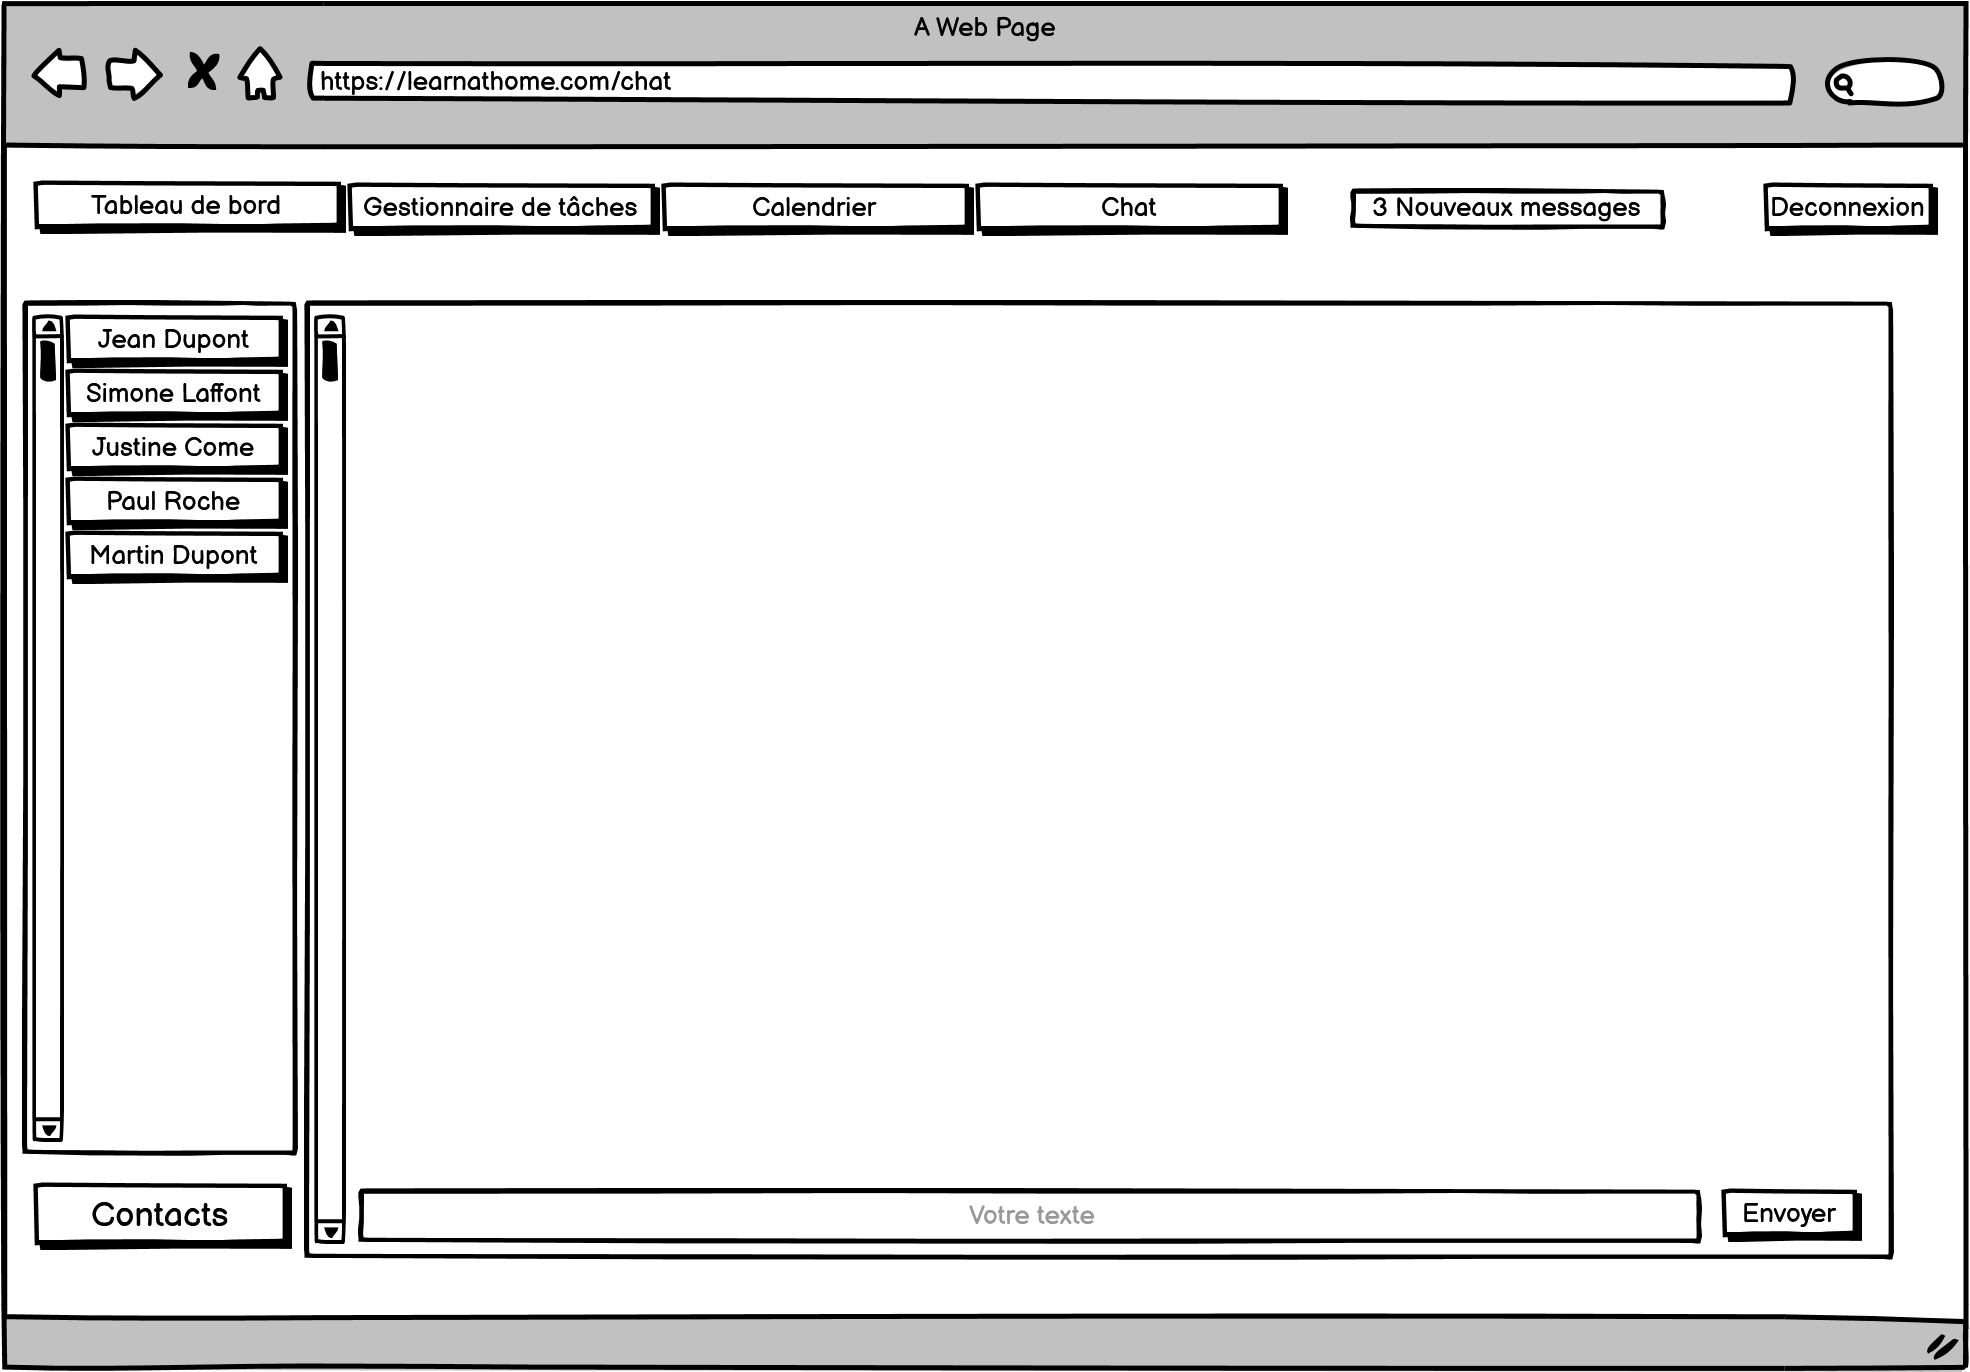 A Web Page
https://learnathome.com/chat
Tableau de bord
Gestionnaire de tâches
Calendrier
Chat
3 Nouveaux messages
Deconnexion
Jean Dupont
Simone Laffont
Justine Come
Paul Roche
Martin Dupont
Contacts
Votre texte
Envoyer